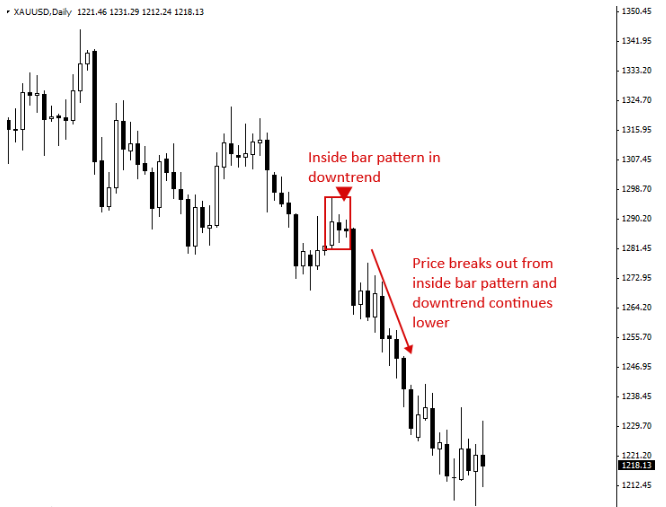 XAUUSD,Daily 1221.46 1231.29 1212.24 1218.13
1350.45
1341.95
1333.20
1324.70
1315.95
1307.45
Inside bar pattern in
downtrend
1298.70
1290.20
1281.45
Price breaks out from
inside bar pattern and
downtrend continues
lower
1272.95
1264.20
1255.70
1246.95
1238.45
1229.70
1221.20
1218.13
1212.45